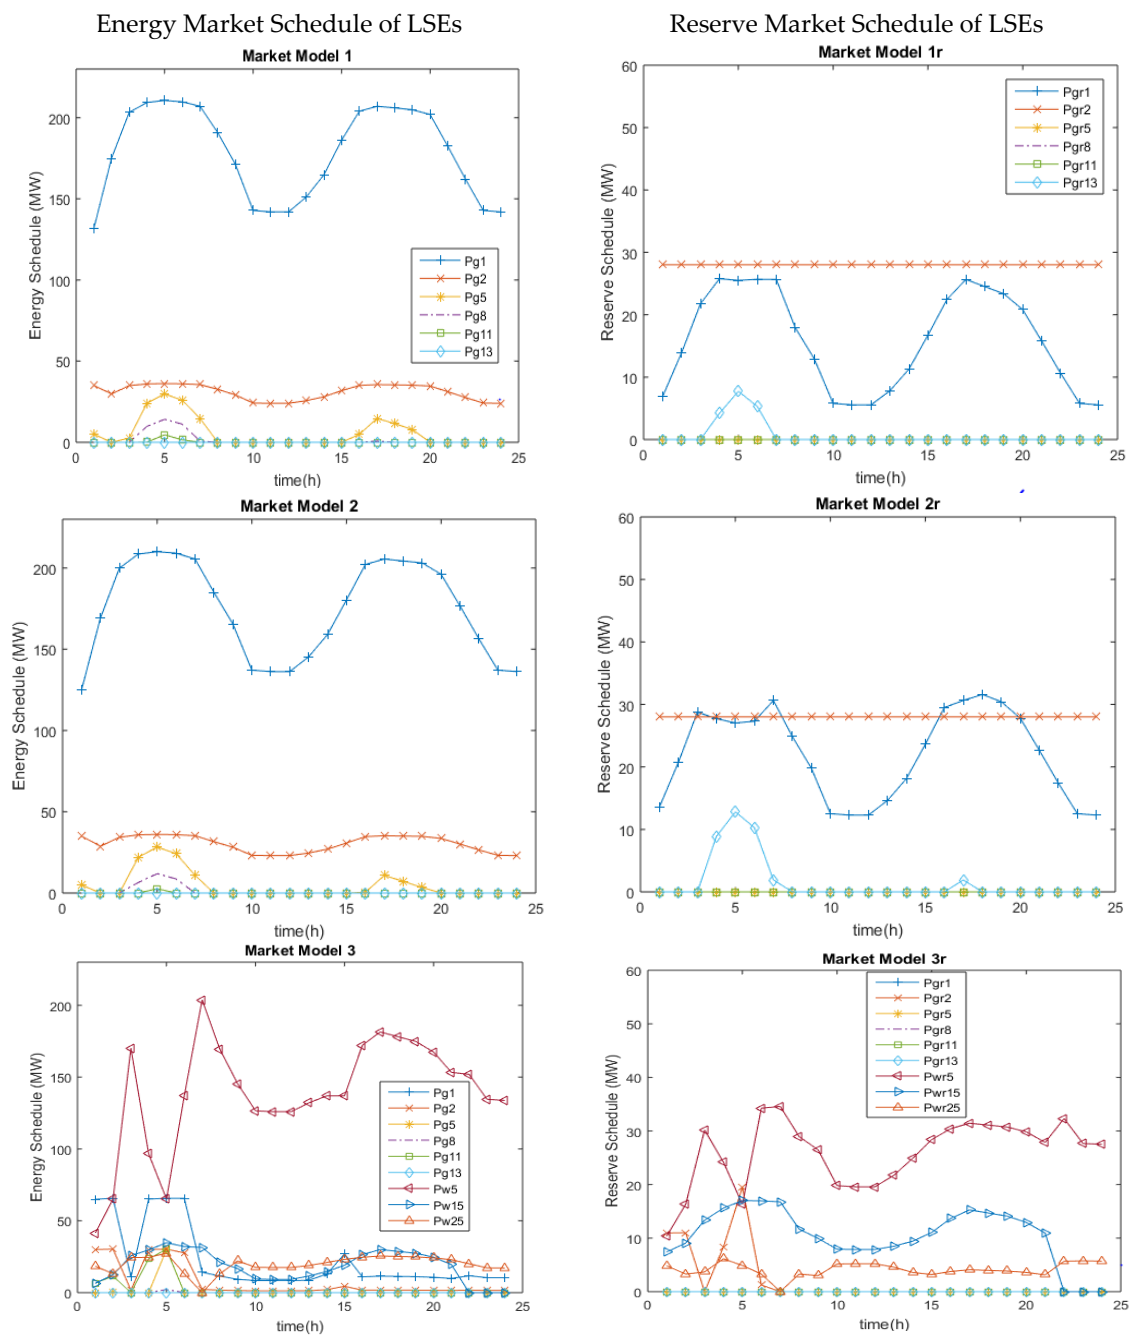 Energy Market Schedule of LSEs
Reserve Market Schedule of LSEs
Market Model 1
Energy Schedule (MW)
200
150
100
50
0
Pg1
Pg2
Pg5
Pg8
Pg11
Pg13
0 5 10 15 20 25
time(h)
Market Model 1r
Reserve Schedule (MW)
60
50
40
30
20
10
0
Pgr1
Pgr2
Pgr5
Pgr8
Pgr11
Pgr13
0 5 10 15 20 25
time(h)
Market Model 2
Energy Schedule (MW)
200
150
100
50
0
0 5 10 15 20 25
time(h)
Market Model 2r
Reserve Schedule (MW)
60
50
40
30
20
10
0
0 5 10 15 20 25
time(h)
Market Model 3
Energy Schedule (MW)
200
150
100
50
0
Pg1
Pg2
Pg5
Pg8
Pg11
Pg13
Pw5
Pw15
Pw25
0 5 10 15 20 25
time(h)
Market Model 3r
Reserve Schedule (MW)
60
50
40
30
20
10
0
Pgr1
Pgr2
Pgr5
Pgr8
Pgr11
Pgr13
Pwr5
Pwr15
Pwr25
0 5 10 15 20 25
time(h)